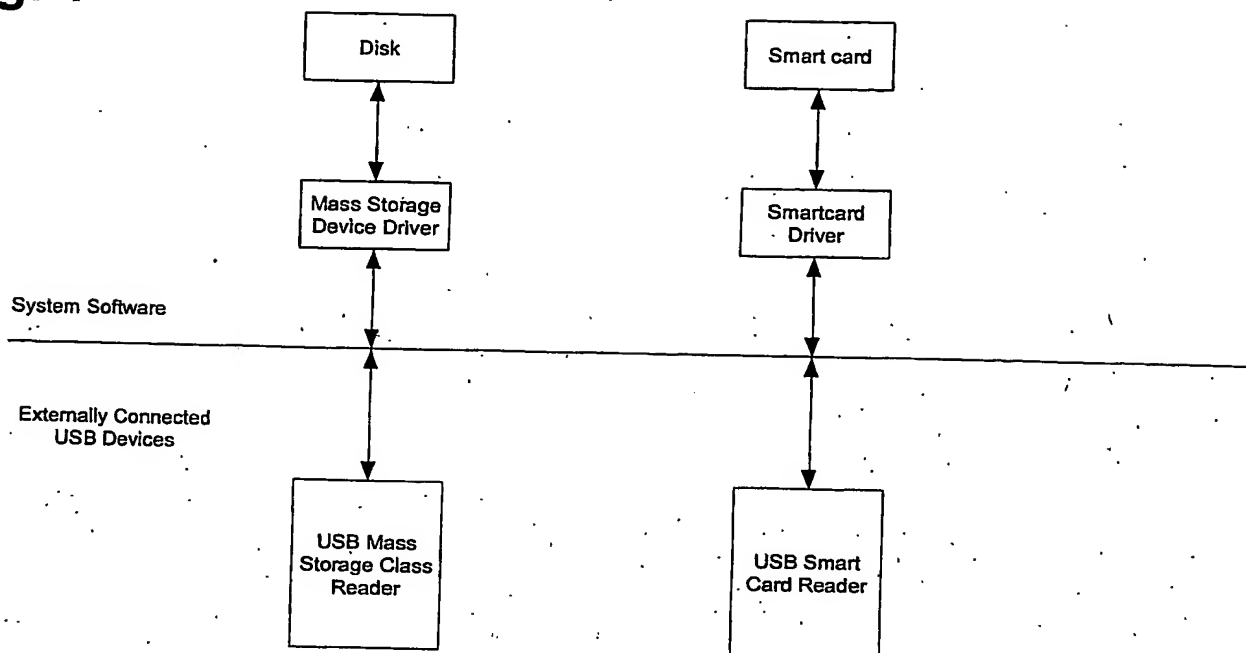 Disk
Smart card
Mass Storage
Device Driver
Smartcard
Driver
System Software
Externally Connected
USB Devices
USB Mass
Storage Class
Reader
USB Smart
Card Reader